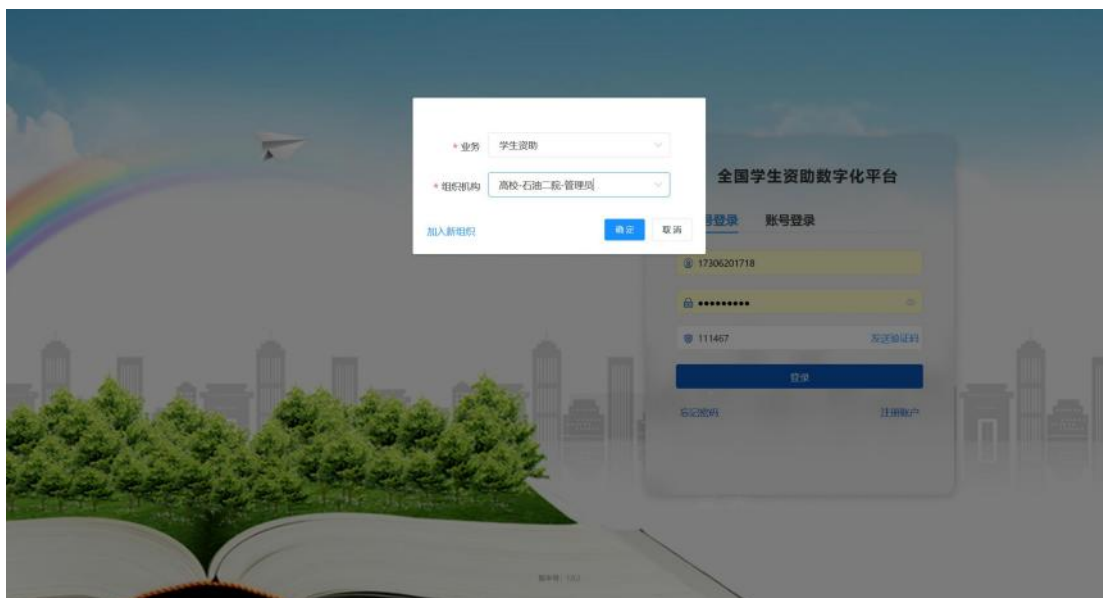 * 业务 学生资助
* 组织机构 高校-石油二院-管理员
加入新组织 确定 取消
全国学生资助数字化平台
号登录 账号登录
17306201718
•••••••••
111467 发送验证码
登录
忘记密码 注册账户